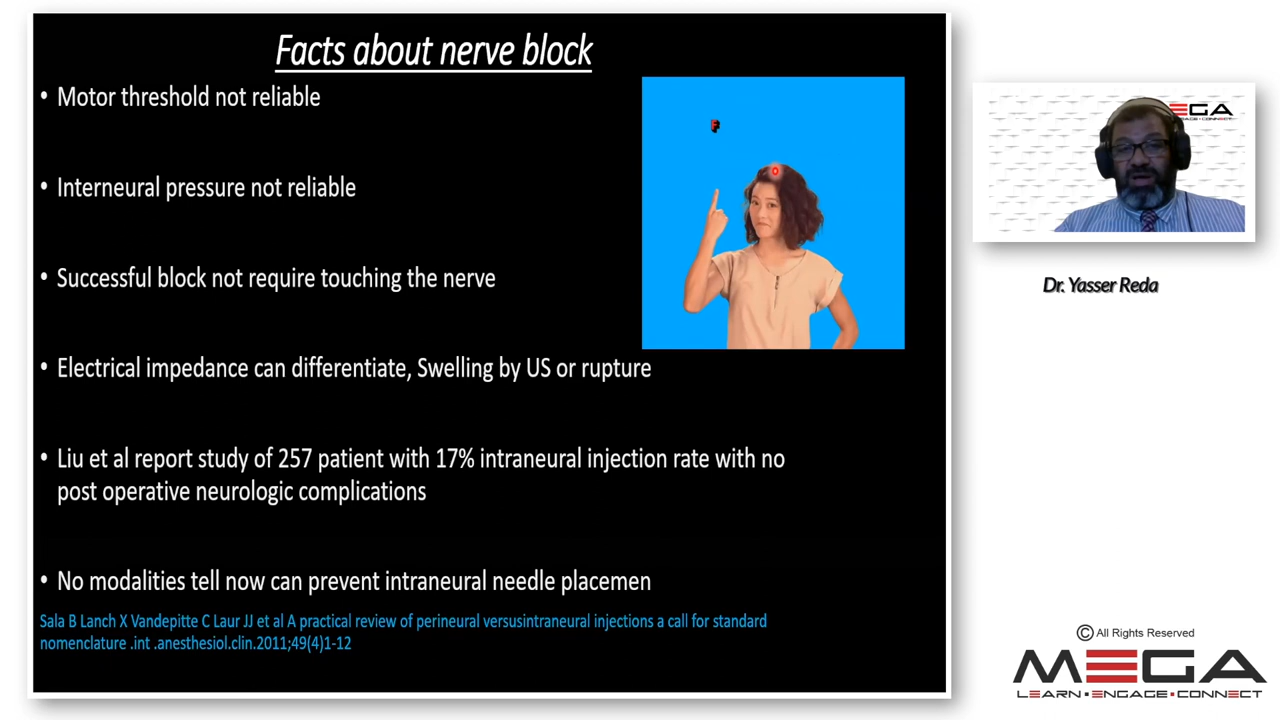 Facts about nerve block
• Motor threshold not reliable
• Interneural pressure not reliable
• Successful block not require touching the nerve
• Electrical impedance can differentiate, Swelling by US or rupture
• Liu et al report study of 257 patient with 17% intraneural injection rate with no
post operative neurologic complications
• No modalities tell now can prevent intraneural needle placemen
Sala B Lanch X Vandepitte C Laur JJ et al A practical review of perineural versusintraneural injections a call for standard
nomenclature .int .anesthesiol.clin.2011;49(4)1-12
F
EGA
Dr. Yasser Reda
© All Rights Reserved
MEGA
LEARN • ENGAGE • CONNECT